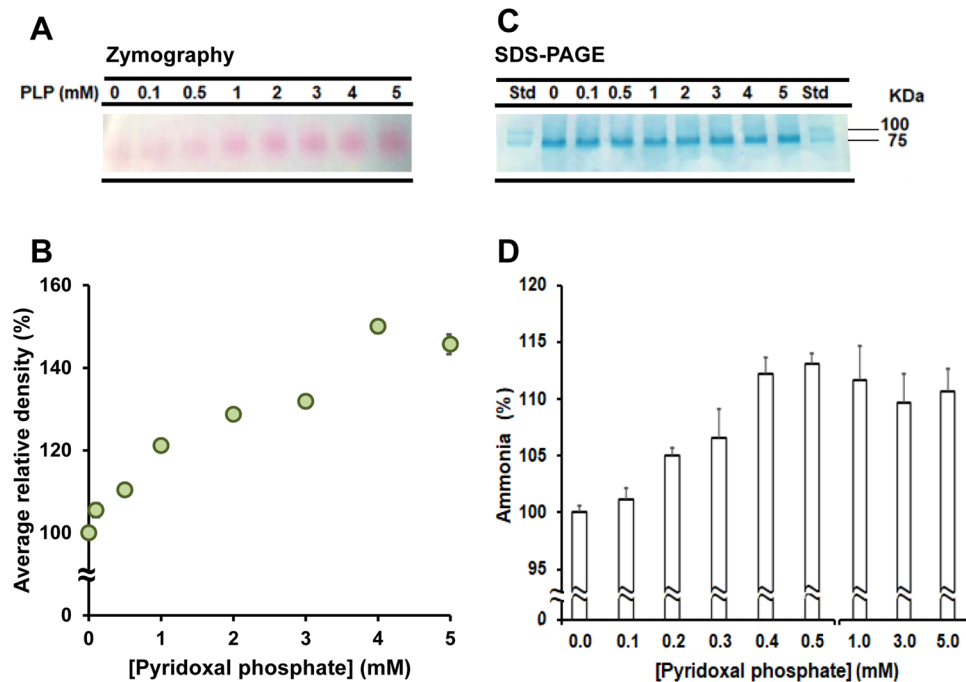 A
Zymography
PLP (mM) 0 0.1 0.5 1 2 3 4 5
C
SDS-PAGE
Std 0 0.1 0.5 1 2 3 4 5 Std KDa
100
75
B
Average relative density (%)
160
140
120
100
0
0 1 2 3 4 5
[Pyridoxal phosphate] (mM)
D
Ammonia (%)
120
115
110
105
100
95
0
0.0 0.1 0.2 0.3 0.4 0.5 1.0 3.0 5.0
[Pyridoxal phosphate] (mM)